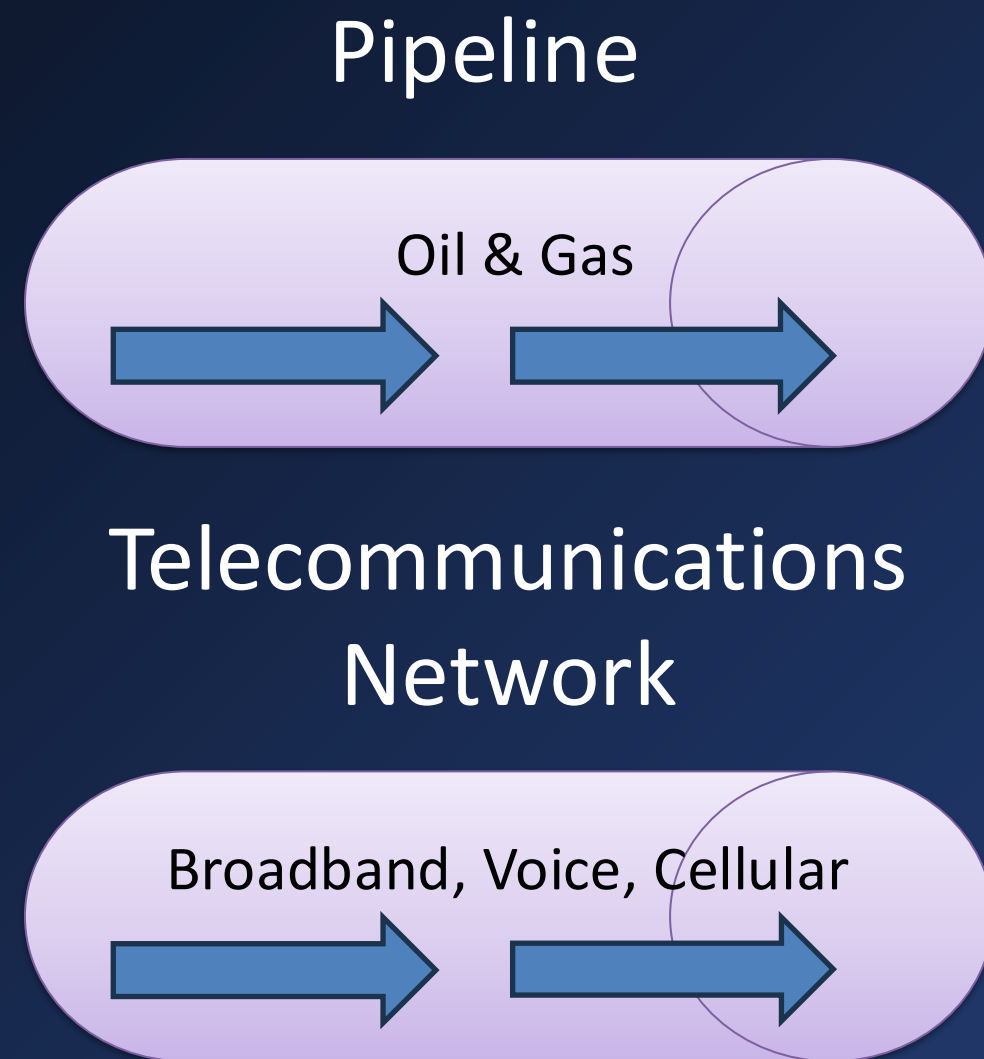 Pipeline
Oil & Gas
Telecommunications
Network
Broadband, Voice, Cellular